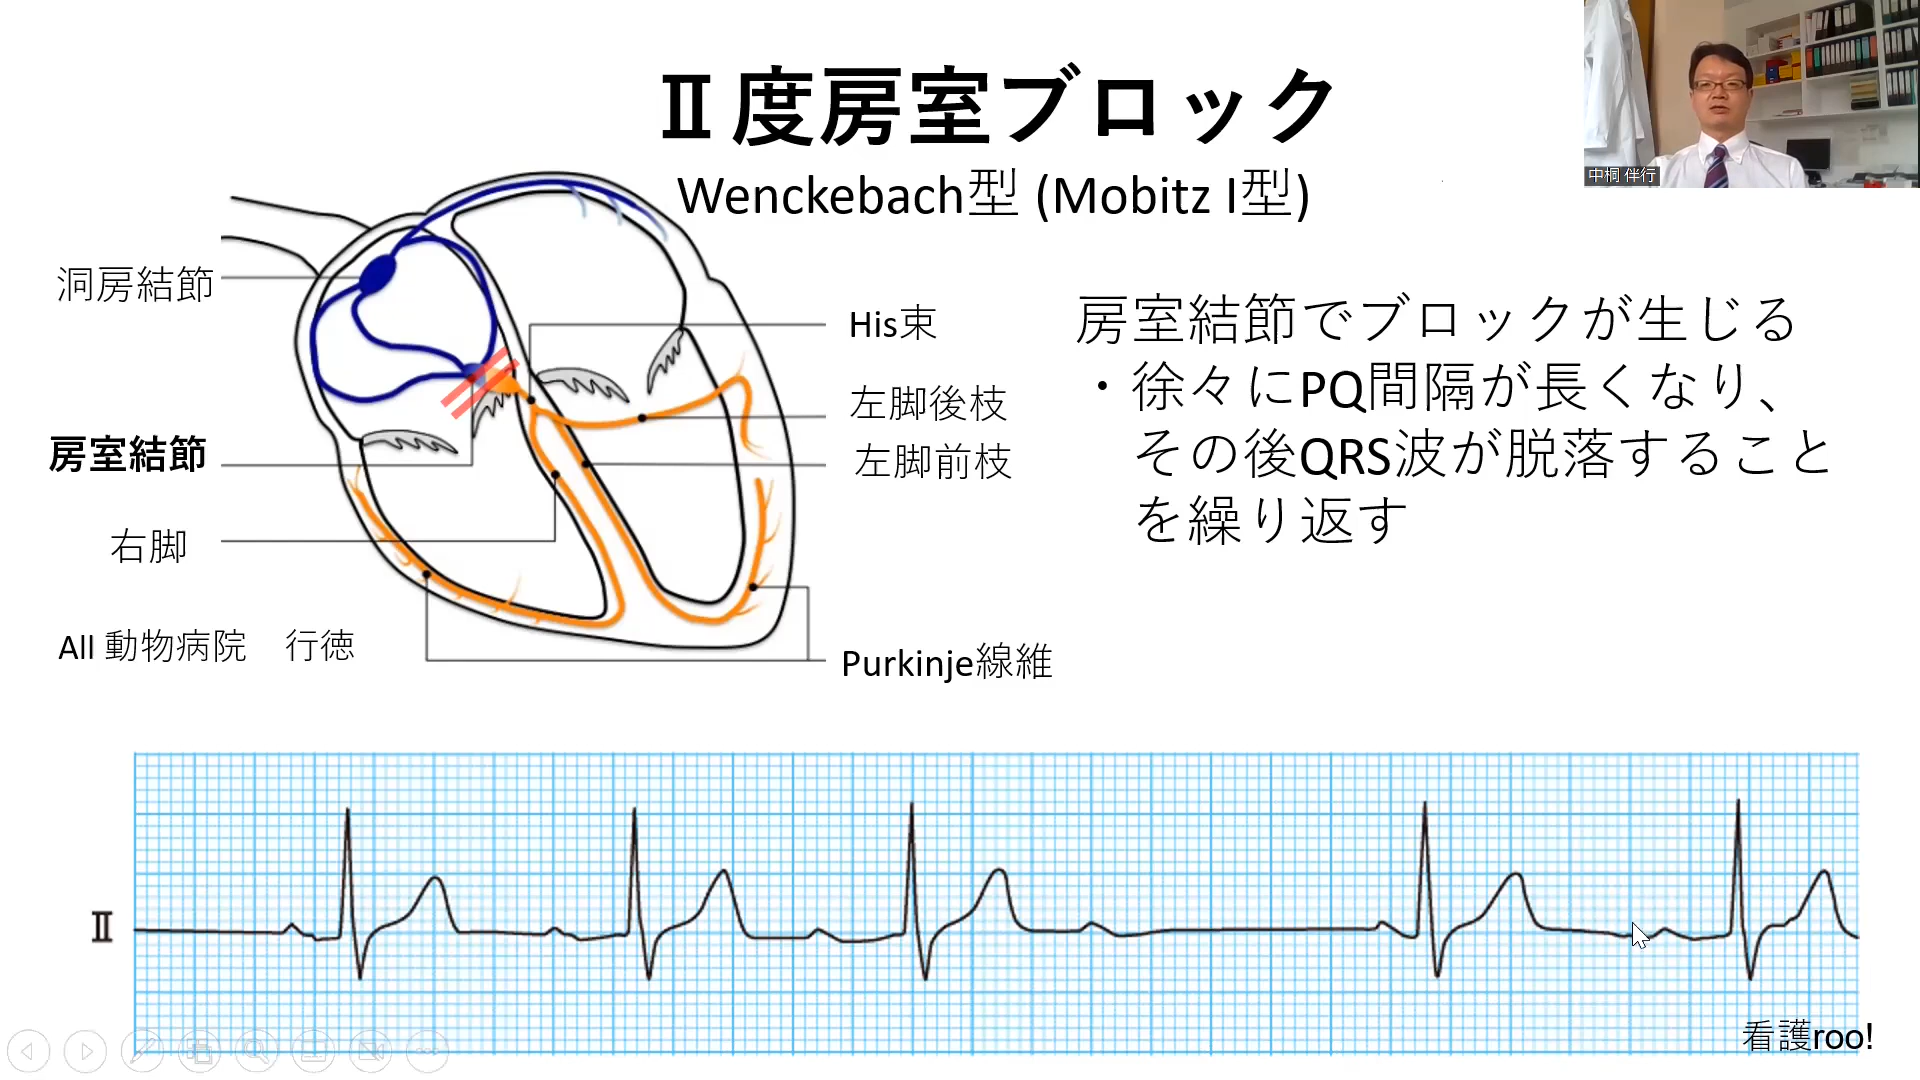 Ⅱ度房室ブロック
Wenckebach型 (Mobitz I型)
中桐 伴行
洞房結節
房室結節
右脚
His束
左脚後枝
左脚前枝
Purkinje線維
All 動物病院　行徳
房室結節でブロックが生じる
・徐々にPQ間隔が長くなり、
その後QRS波が脱落すること
を繰り返す
Ⅱ
看護roo!